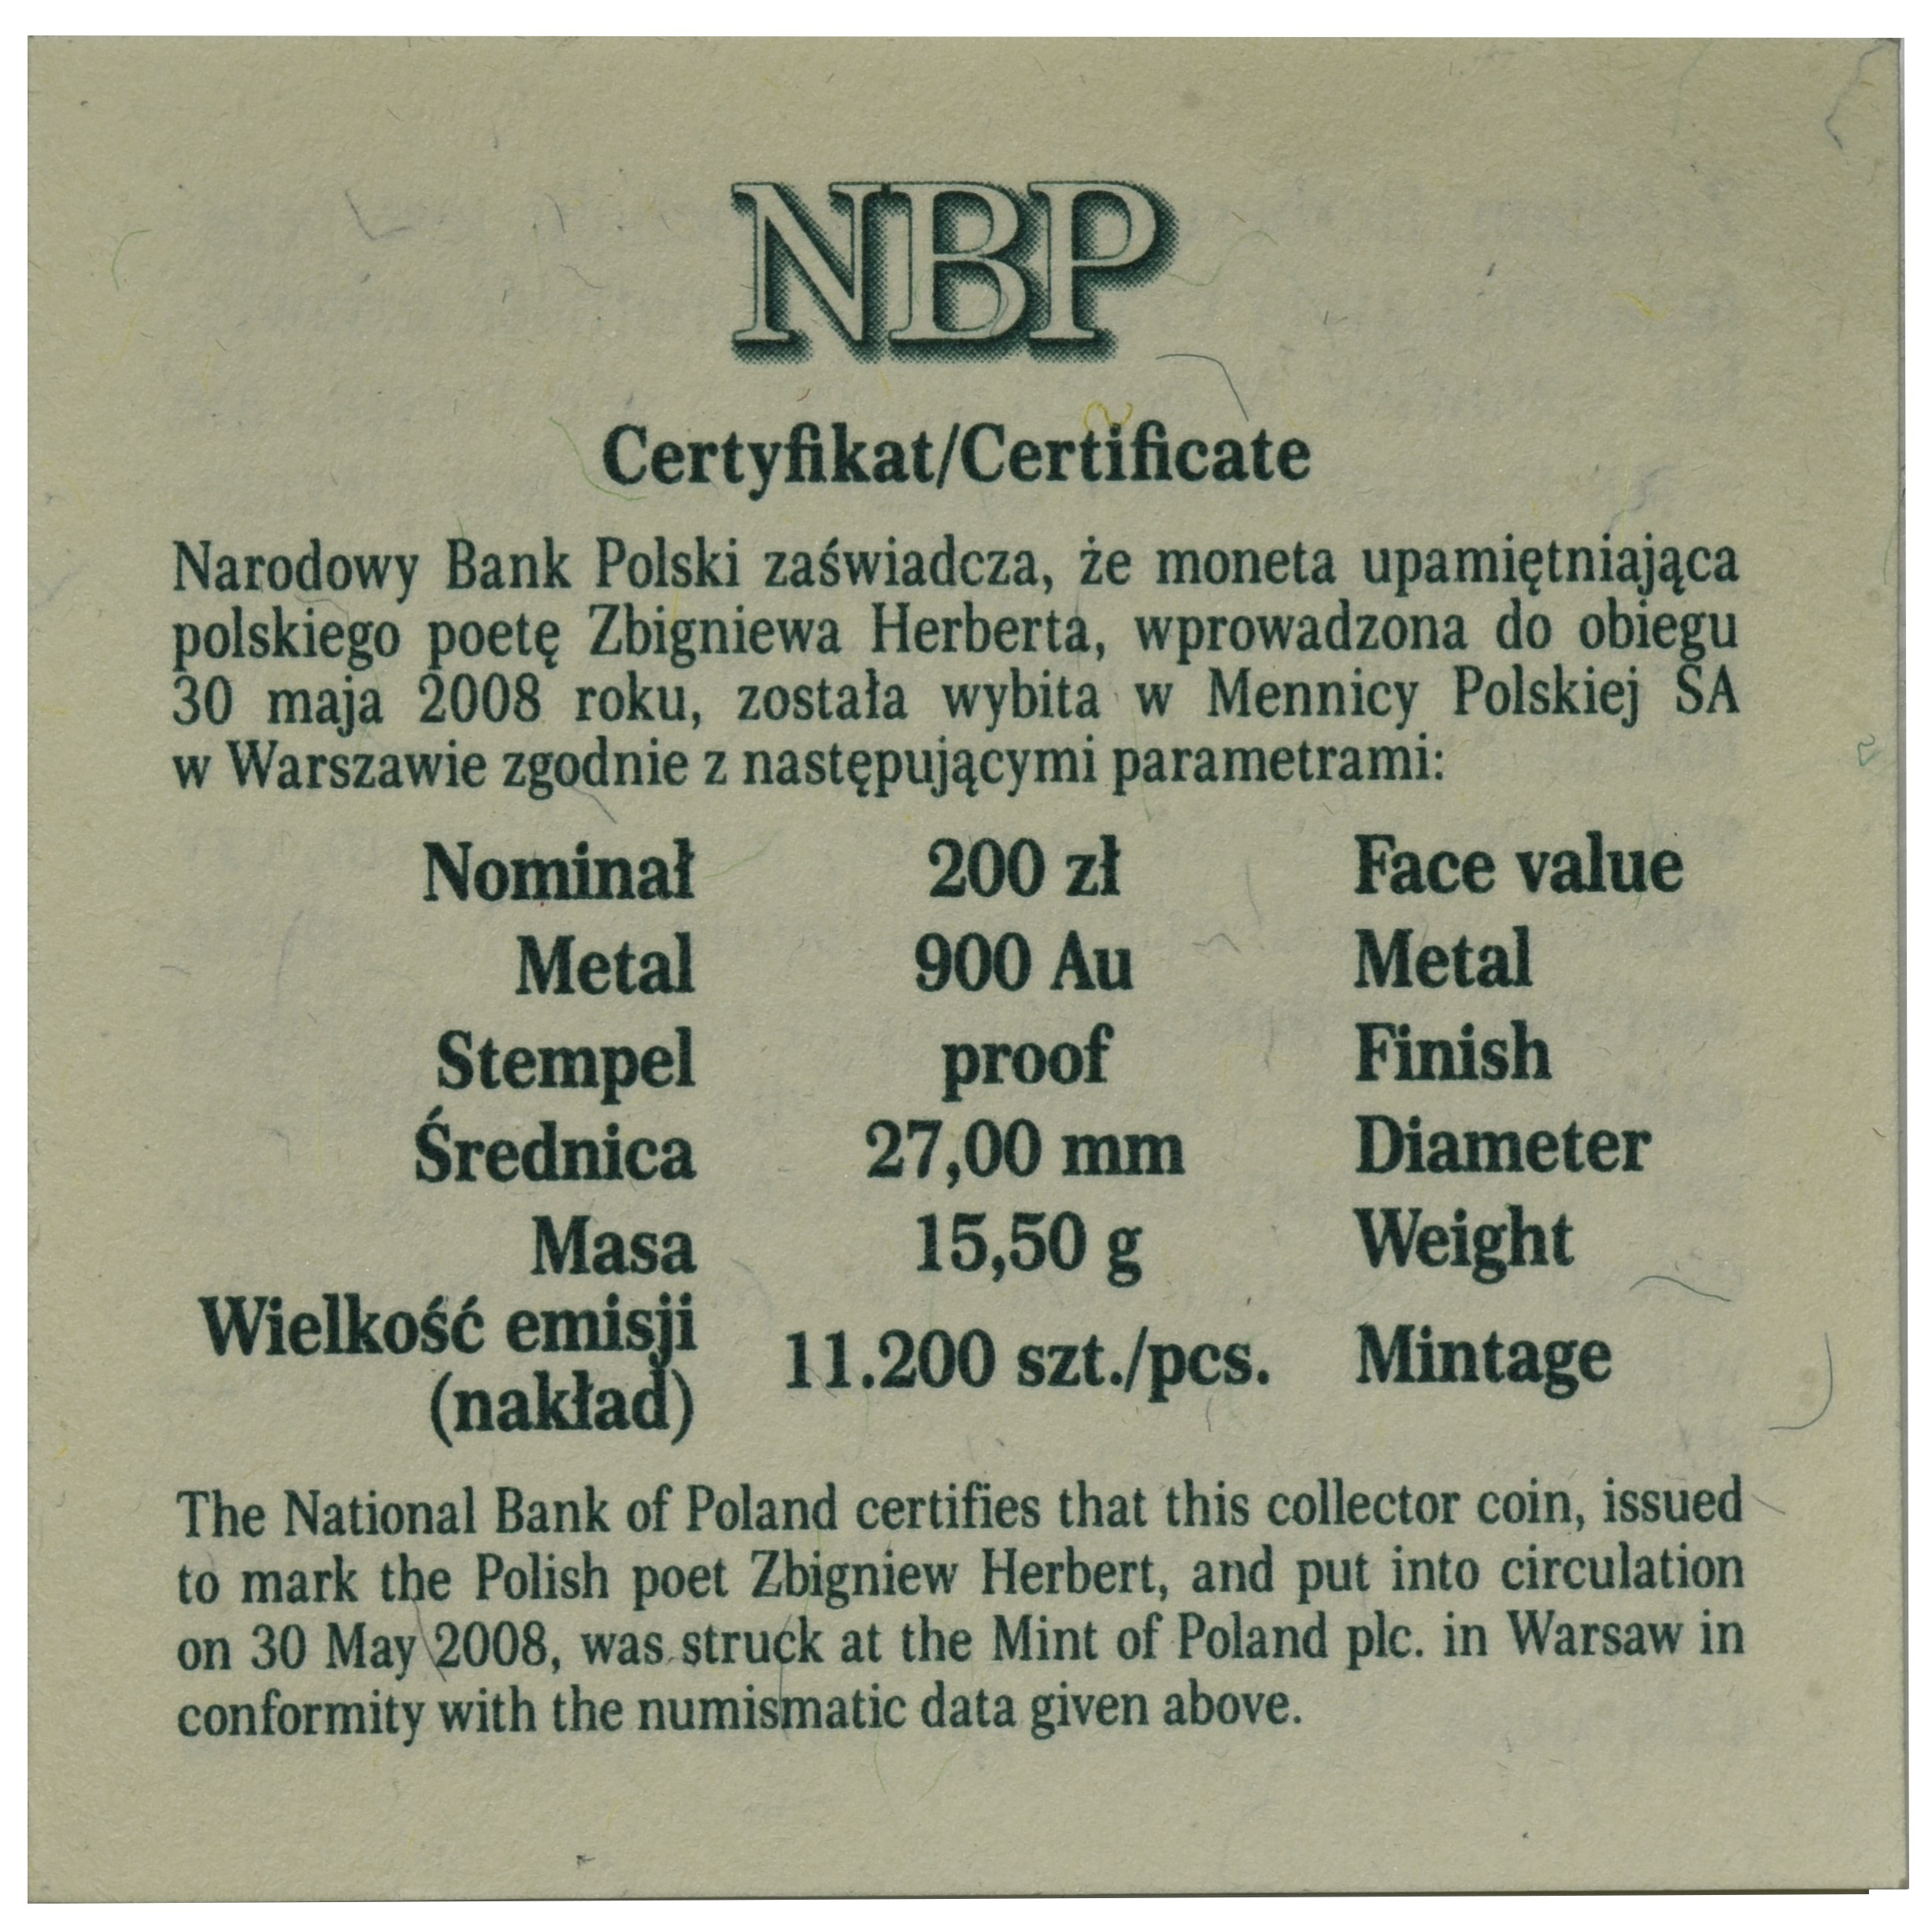 NBP
Certyfikat/Certificate
Narodowy Bank Polski zaświadcza, że moneta upamiętniająca
polskiego poetę Zbigniewa Herberta, wprowadzona do obiegu
30 maja 2008 roku, została wybita w Mennicy Polskiej SA
w Warszawie zgodnie z następującymi parametrami:
Nominał 200 zł Face value
Metal 900 Au Metal
Stempel proof Finish
Średnica 27,00 mm Diameter
Masa 15,50 g Weight
Wielkość emisji
(nakład) 11.200 szt./pcs. Mintage
The National Bank of Poland certifies that this collector coin, issued
to mark the Polish poet Zbigniew Herbert, and put into circulation
on 30 May 2008, was struck at the Mint of Poland plc. in Warsaw in
conformity with the numismatic data given above.